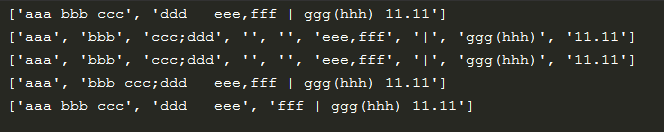 ['aaa bbb ccc', 'ddd   eee,fff | ggg(hhh) 11.11']
['aaa', 'bbb', 'ccc;ddd', '', '', 'eee,fff', '|', 'ggg(hhh)', '11.11']
['aaa', 'bbb', 'ccc;ddd', '', '', 'eee,fff', '|', 'ggg(hhh)', '11.11']
['aaa', 'bbb ccc;ddd   eee,fff | ggg(hhh) 11.11']
['aaa bbb ccc', 'ddd   eee', 'fff | ggg(hhh) 11.11']